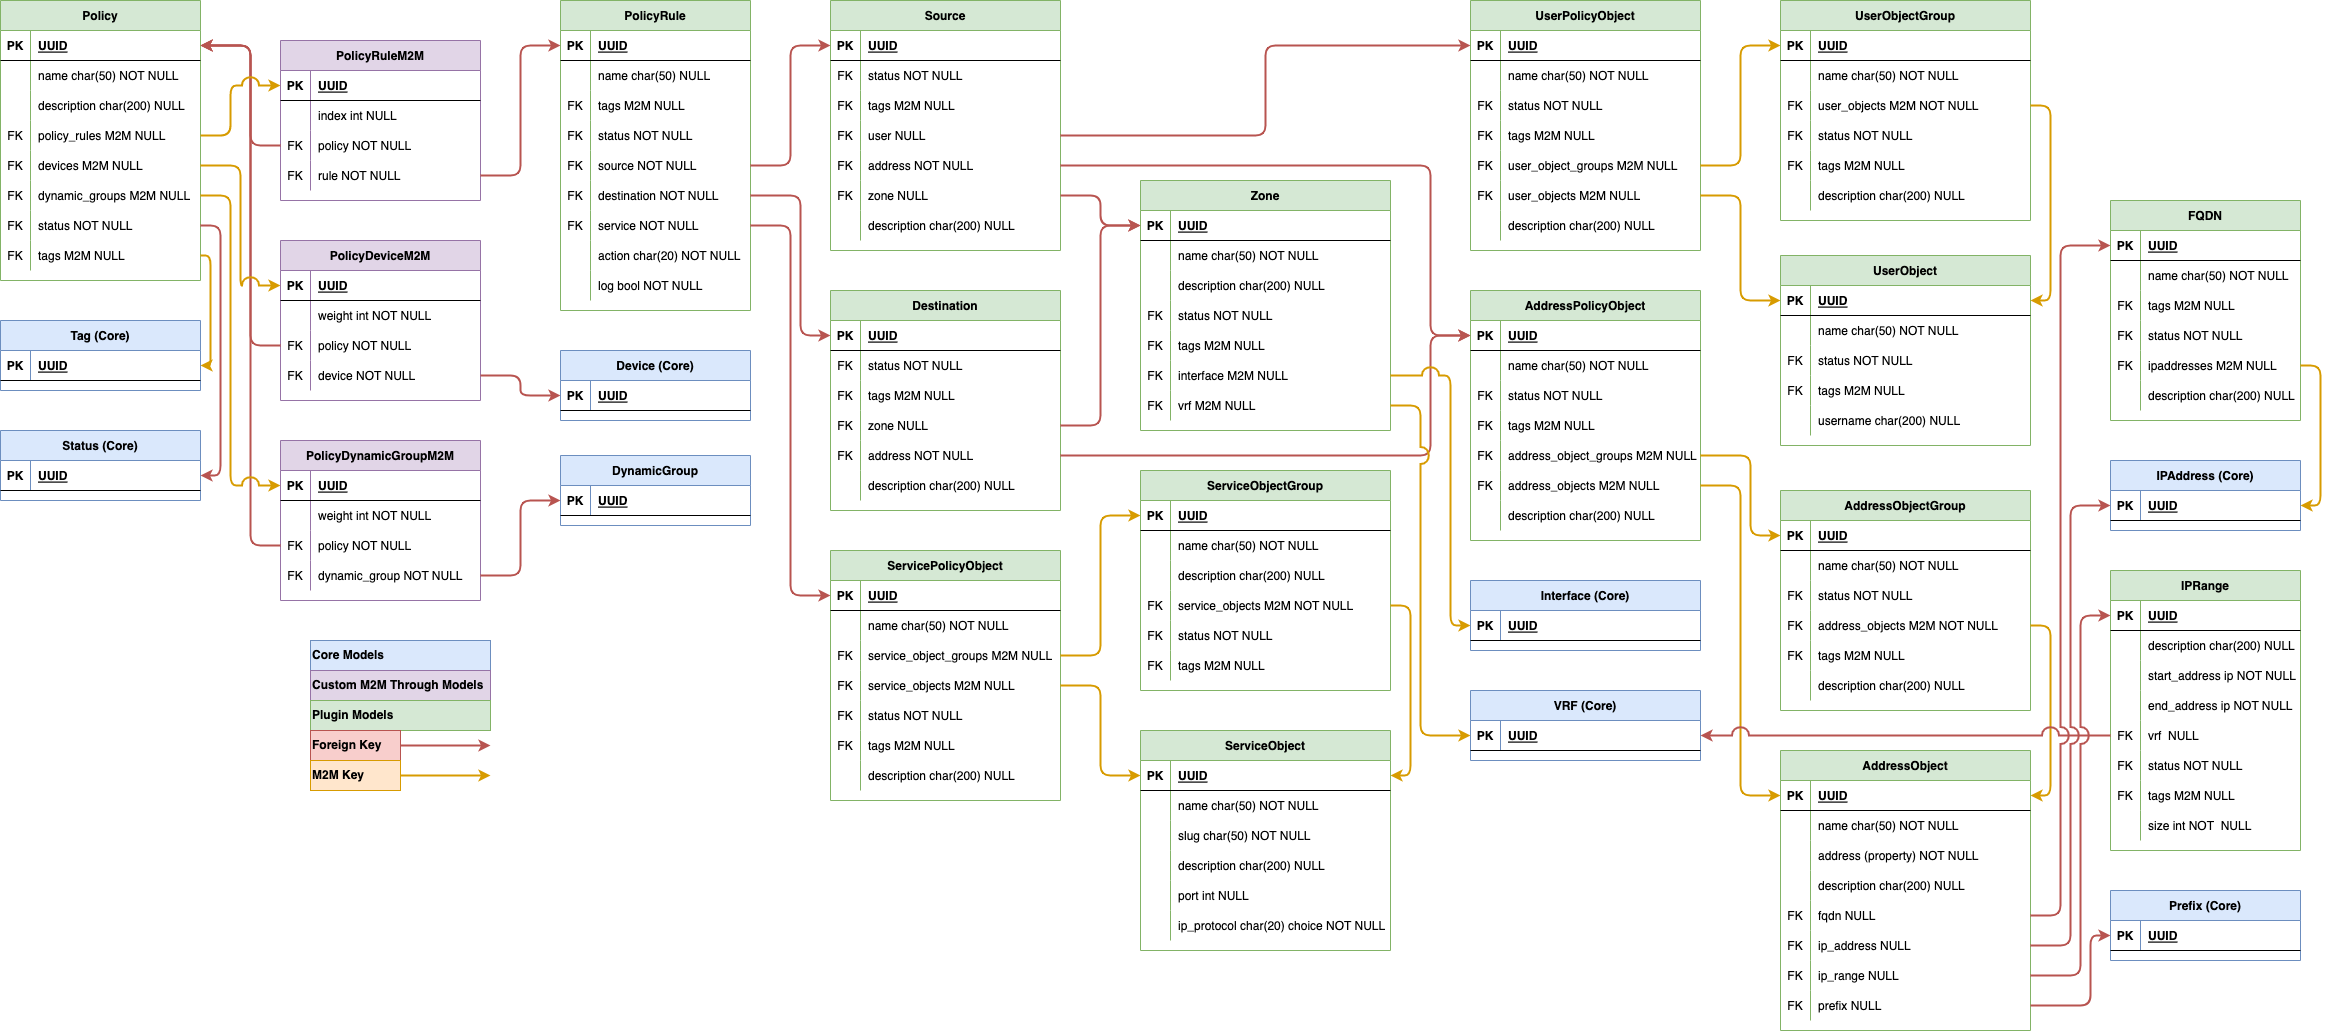 Policy
PK UUID
name char(50) NOT NULL
description char(200) NULL
FK policy_rules M2M NULL
FK devices M2M NULL
FK dynamic_groups M2M NULL
FK status NOT NULL
FK tags M2M NULL
Tag (Core)
PK UUID
Status (Core)
PK UUID
PolicyRuleM2M
PK UUID
index int NULL
FK policy NOT NULL
FK rule NOT NULL
PolicyDeviceM2M
PK UUID
weight int NOT NULL
FK policy NOT NULL
FK device NOT NULL
PolicyDynamicGroupM2M
PK UUID
weight int NOT NULL
FK policy NOT NULL
FK dynamic_group NOT NULL
Core Models
Custom M2M Through Models
Plugin Models
Foreign Key
M2M Key
PolicyRule
PK UUID
name char(50) NULL
FK tags M2M NULL
FK status NOT NULL
FK source NOT NULL
FK destination NOT NULL
FK service NOT NULL
action char(20) NOT NULL
log bool NOT NULL
Device (Core)
PK UUID
DynamicGroup
PK UUID
Source
PK UUID
FK status NOT NULL
FK tags M2M NULL
FK user NULL
FK address NOT NULL
FK zone NULL
description char(200) NULL
Destination
PK UUID
FK status NOT NULL
FK tags M2M NULL
FK zone NULL
FK address NOT NULL
description char(200) NULL
ServicePolicyObject
PK UUID
name char(50) NOT NULL
FK service_object_groups M2M NULL
FK service_objects M2M NULL
FK status NOT NULL
FK tags M2M NULL
description char(200) NULL
Zone
PK UUID
name char(50) NOT NULL
description char(200) NULL
FK status NOT NULL
FK tags M2M NULL
FK interface M2M NULL
FK vrf M2M NULL
ServiceObjectGroup
PK UUID
name char(50) NOT NULL
description char(200) NULL
FK service_objects M2M NOT NULL
FK status NOT NULL
FK tags M2M NULL
ServiceObject
PK UUID
name char(50) NOT NULL
slug char(50) NOT NULL
description char(200) NULL
port int NULL
ip_protocol char(20) choice NOT NULL
UserPolicyObject
PK UUID
name char(50) NOT NULL
FK status NOT NULL
FK tags M2M NULL
FK user_object_groups M2M NULL
FK user_objects M2M NULL
description char(200) NULL
AddressPolicyObject
PK UUID
name char(50) NOT NULL
FK status NOT NULL
FK tags M2M NULL
FK address_object_groups M2M NULL
FK address_objects M2M NULL
description char(200) NULL
Interface (Core)
PK UUID
VRF (Core)
PK UUID
UserObjectGroup
PK UUID
name char(50) NOT NULL
FK user_objects M2M NOT NULL
FK status NOT NULL
FK tags M2M NULL
description char(200) NULL
UserObject
PK UUID
name char(50) NOT NULL
FK status NOT NULL
FK tags M2M NULL
username char(200) NULL
AddressObjectGroup
PK UUID
name char(50) NOT NULL
FK status NOT NULL
FK address_objects M2M NOT NULL
FK tags M2M NULL
description char(200) NULL
AddressObject
PK UUID
name char(50) NOT NULL
address (property) NOT NULL
description char(200) NULL
FK fqdn NULL
FK ip_address NULL
FK ip_range NULL
FK prefix NULL
FQDN
PK UUID
name char(50) NOT NULL
FK tags M2M NULL
FK status NOT NULL
FK ipaddresses M2M NULL
description char(200) NULL
IPAddress (Core)
PK UUID
IPRange
PK UUID
description char(200) NULL
start_address ip NOT NULL
end_address ip NOT NULL
FK vrf NULL
FK status NOT NULL
FK tags M2M NULL
size int NOT NULL
Prefix (Core)
PK UUID